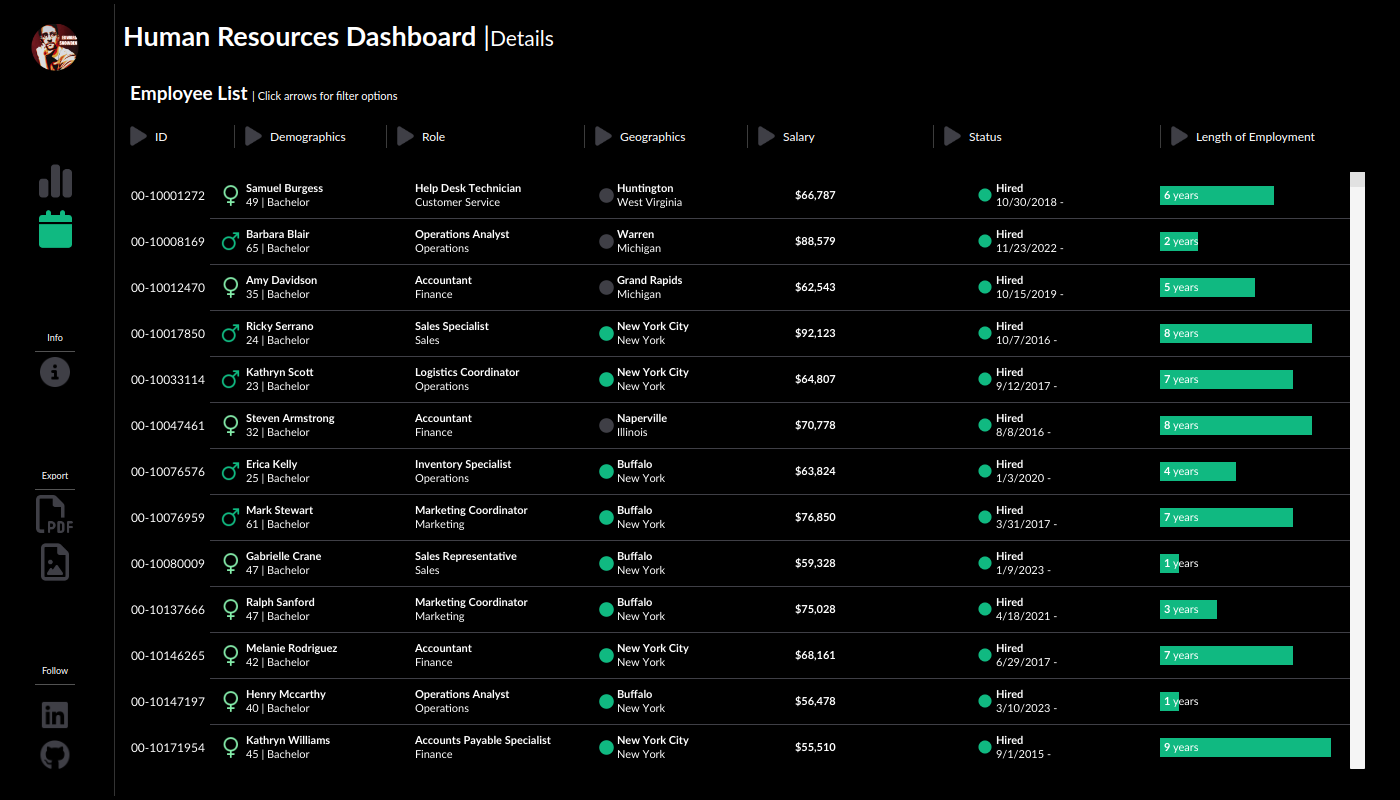 Human Resources Dashboard |Details
Employee List | Click arrows for filter options
ID Demographics Role Geographics Salary Status Length of Employment
00-10001272 Samuel Burgess Help Desk Technician Huntington $66,787 Hired 6 years
49 | Bachelor Customer Service West Virginia 10/30/2018 -
00-10008169 Barbara Blair Operations Analyst Warren $88,579 Hired 2 years
65 | Bachelor Operations Michigan 11/23/2022 -
00-10012470 Amy Davidson Accountant Grand Rapids $62,543 Hired 5 years
35 | Bachelor Finance Michigan 10/15/2019 -
00-10017850 Ricky Serrano Sales Specialist New York City $92,123 Hired 8 years
24 | Bachelor Sales New York 10/7/2016 -
00-10033114 Kathryn Scott Logistics Coordinator New York City $64,807 Hired 7 years
23 | Bachelor Operations New York 9/12/2017 -
00-10047461 Steven Armstrong Accountant Naperville $70,778 Hired 8 years
32 | Bachelor Finance Illinois 8/8/2016 -
00-10076576 Erica Kelly Inventory Specialist Buffalo $63,824 Hired 4 years
25 | Bachelor Operations New York 1/3/2020 -
00-10076959 Mark Stewart Marketing Coordinator Buffalo $76,850 Hired 7 years
61 | Bachelor Marketing New York 3/31/2017 -
00-10080009 Gabrielle Crane Sales Representative Buffalo $59,328 Hired 1 years
47 | Bachelor Sales New York 1/9/2023 -
00-10137666 Ralph Sanford Marketing Coordinator Buffalo $75,028 Hired 3 years
47 | Bachelor Marketing New York 4/18/2021 -
00-10146265 Melanie Rodriguez Accountant New York City $68,161 Hired 7 years
42 | Bachelor Finance New York 6/29/2017 -
00-10147197 Henry Mccarthy Operations Analyst Buffalo $56,478 Hired 1 years
40 | Bachelor Operations New York 3/10/2023 -
00-10171954 Kathryn Williams Accounts Payable Specialist New York City $55,510 Hired 9 years
45 | Bachelor Finance New York 9/1/2015 -
Info
Export
PDF
Follow
in